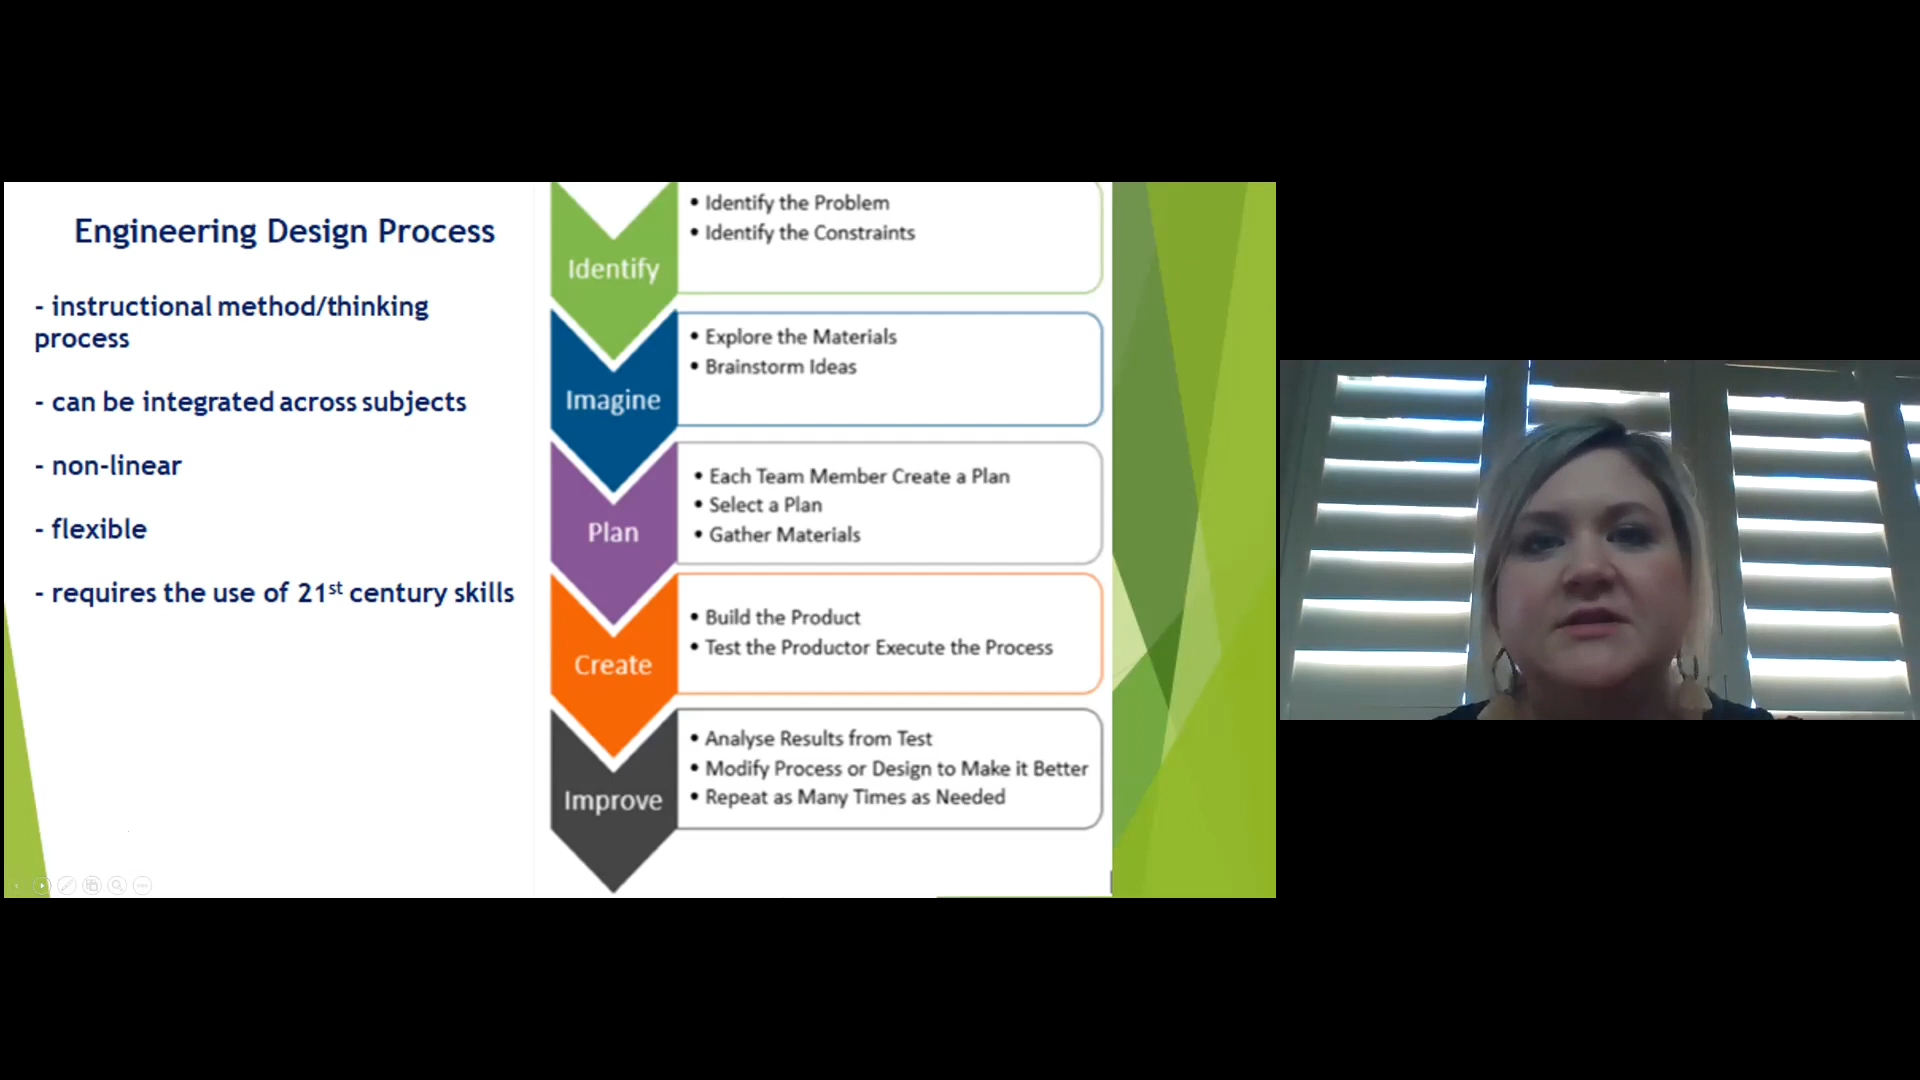 Engineering Design Process
- instructional method/thinking
process
- can be integrated across subjects
- non-linear
- flexible
- requires the use of 21st century skills
Identify
• Identify the Problem
• Identify the Constraints
Imagine
• Explore the Materials
• Brainstorm Ideas
Plan
• Each Team Member Create a Plan
• Select a Plan
• Gather Materials
Create
• Build the Product
• Test the Productor Execute the Process
Improve
• Analyse Results from Test
• Modify Process or Design to Make it Better
• Repeat as Many Times as Needed